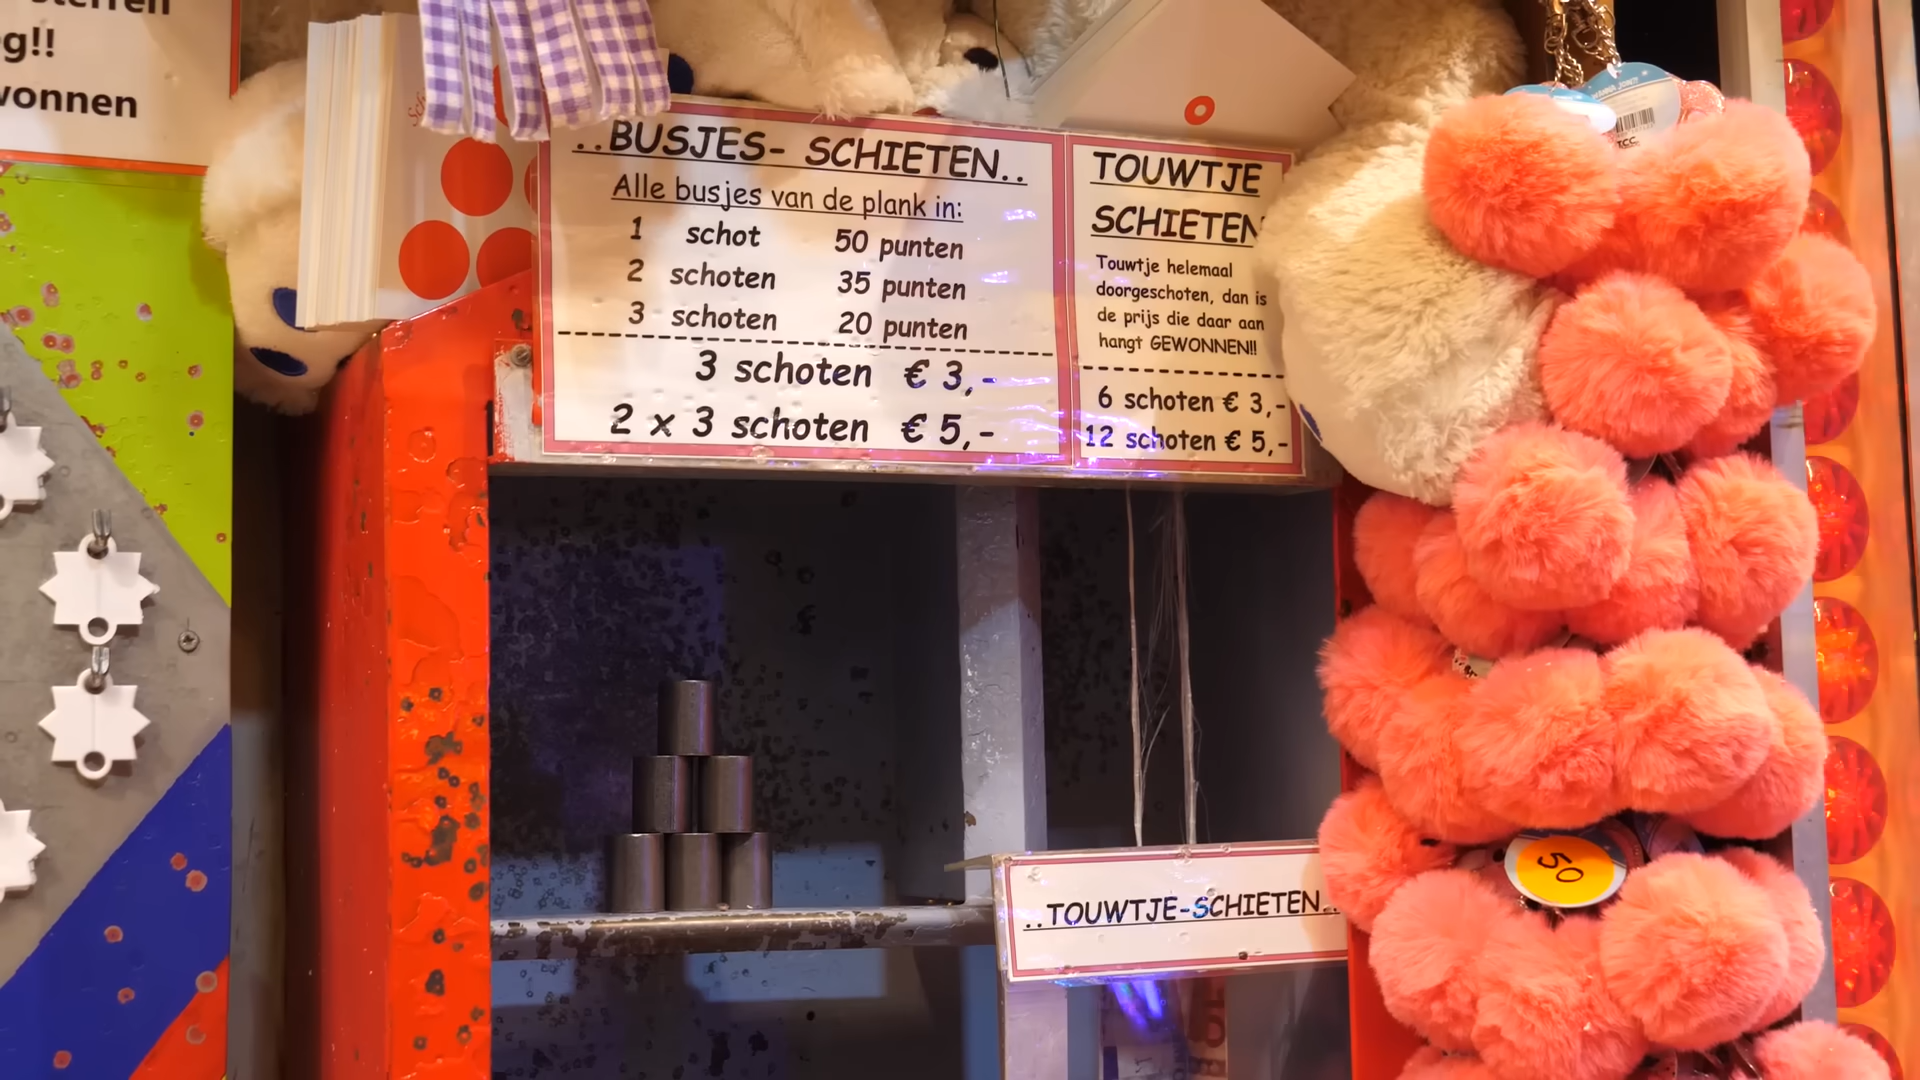 g!!
wonnen
..BUSJES- SCHIETEN..
Alle busjes van de plank in:
1 schot 50 punten
2 schoten 35 punten
3 schoten 20 punten
3 schoten € 3,-
2 x 3 schoten € 5,-
TOUWTJE
SCHIETEN
Touwtje helemaal
doorgeschoten, dan is
de prijs die daar aan
hangt GEWONNEN!!
6 schoten € 3,-
12 schoten € 5,-
..TOUWTJE-SCHIETEN..
50